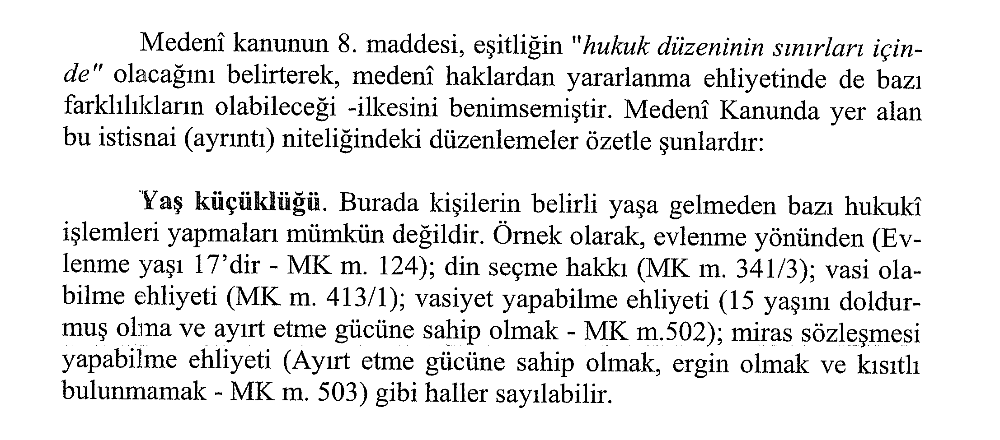 Medenî kanunun 8. maddesi, eşitliğin "hukuk düzeninin sınırları için-
de" olacağını belirterek, medenî haklardan yararlanma ehliyetinde de bazı
farklılıkların olabileceği -ilkesini benimsemiştir. Medenî Kanunda yer alan
bu istisnai (ayrıntı) niteliğindeki düzenlemeler özetle şunlardır:
Yaş küçüklüğü. Burada kişilerin belirli yaşa gelmeden bazı hukukî
işlemleri yapmaları mümkün değildir. Örnek olarak, evlenme yönünden (Ev-
lenme yaşı 17’dir - MK m. 124); din seçme hakkı (MK m. 341/3); vasi ola-
bilme ehliyeti (MK m. 413/1); vasiyet yapabilme ehliyeti (15 yaşını doldur-
muş olma ve ayırt etme gücüne sahip olmak - MK m.502); miras sözleşmesi
yapabilme ehliyeti (Ayırt etme gücüne sahip olmak, ergin olmak ve kısıtlı
bulunmamak - MK m. 503) gibi haller sayılabilir.